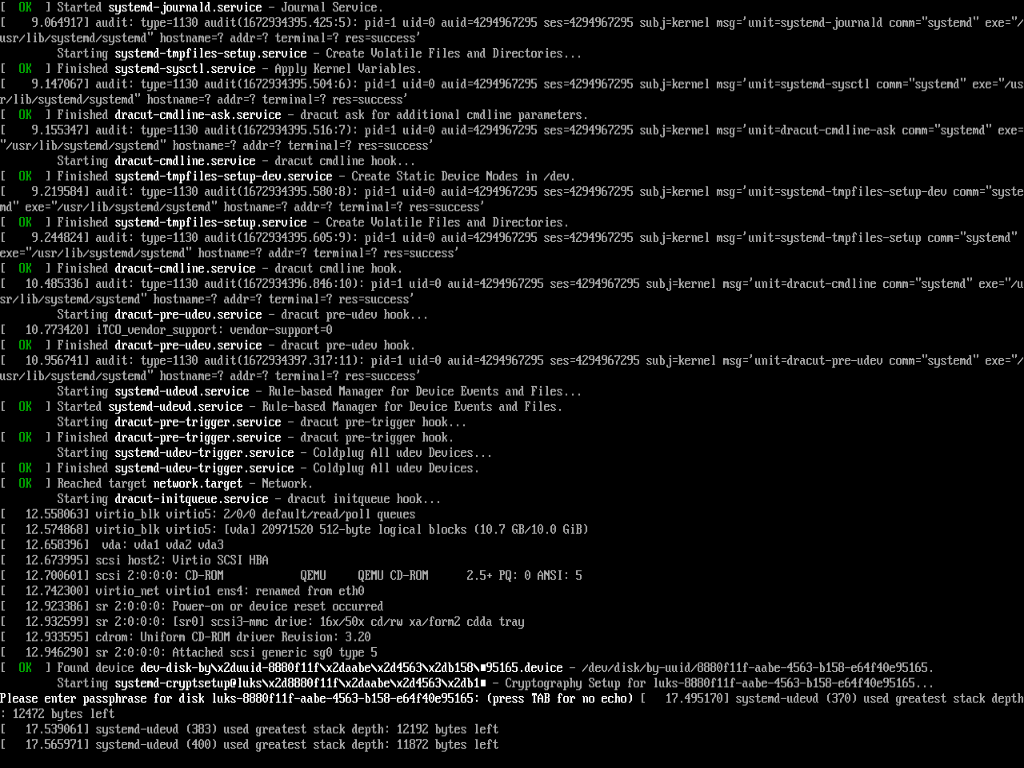 [  OK  ] Started systemd-journald.service – Journal Service.
[    9.064917] audit: type=1130 audit(1672934395.425:5): pid=1 uid=0 auid=4294967295 ses=4294967295 subj=kernel msg='unit=systemd-journald comm="systemd" exe="/
usr/lib/systemd/systemd" hostname=? addr=? terminal=? res=success'
         Starting systemd-tmpfiles-setup.service – Create Volatile Files and Directories...
[  OK  ] Finished systemd-sysctl.service – Apply Kernel Variables.
[    9.147067] audit: type=1130 audit(1672934395.504:6): pid=1 uid=0 auid=4294967295 ses=4294967295 subj=kernel msg='unit=systemd-sysctl comm="systemd" exe="/us
r/lib/systemd/systemd" hostname=? addr=? terminal=? res=success'
[  OK  ] Finished dracut-cmdline-ask.service – dracut ask for additional cmdline parameters.
[    9.155347] audit: type=1130 audit(1672934395.516:7): pid=1 uid=0 auid=4294967295 ses=4294967295 subj=kernel msg='unit=dracut-cmdline-ask comm="systemd" exe=
"/usr/lib/systemd/systemd" hostname=? addr=? terminal=? res=success'
         Starting dracut-cmdline.service – dracut cmdline hook...
[  OK  ] Finished systemd-tmpfiles-setup-dev.service – Create Static Device Nodes in /dev.
[    9.219584] audit: type=1130 audit(1672934395.580:8): pid=1 uid=0 auid=4294967295 ses=4294967295 subj=kernel msg='unit=systemd-tmpfiles-setup-dev comm="syste
md" exe="/usr/lib/systemd/systemd" hostname=? addr=? terminal=? res=success'
[  OK  ] Finished systemd-tmpfiles-setup.service – Create Volatile Files and Directories.
[    9.244824] audit: type=1130 audit(1672934395.605:9): pid=1 uid=0 auid=4294967295 ses=4294967295 subj=kernel msg='unit=systemd-tmpfiles-setup comm="systemd"
exe="/usr/lib/systemd/systemd" hostname=? addr=? terminal=? res=success'
[  OK  ] Finished dracut-cmdline.service – dracut cmdline hook.
[   10.485336] audit: type=1130 audit(1672934396.846:10): pid=1 uid=0 auid=4294967295 ses=4294967295 subj=kernel msg='unit=dracut-cmdline comm="systemd" exe="/u
sr/lib/systemd/systemd" hostname=? addr=? terminal=? res=success'
         Starting dracut-pre-udev.service – dracut pre-udev hook...
[   10.773420] iTCO_vendor_support: vendor-support=0
[  OK  ] Finished dracut-pre-udev.service – dracut pre-udev hook.
[   10.956741] audit: type=1130 audit(1672934397.317:11): pid=1 uid=0 auid=4294967295 ses=4294967295 subj=kernel msg='unit=dracut-pre-udev comm="systemd" exe="/
usr/lib/systemd/systemd" hostname=? addr=? terminal=? res=success'
         Starting systemd-udevd.service – Rule-based Manager for Device Events and Files...
[  OK  ] Started systemd-udevd.service – Rule-based Manager for Device Events and Files.
         Starting dracut-pre-trigger.service – dracut pre-trigger hook...
[  OK  ] Finished dracut-pre-trigger.service – dracut pre-trigger hook.
         Starting systemd-udev-trigger.service – Coldplug All udev Devices...
[  OK  ] Finished systemd-udev-trigger.service – Coldplug All udev Devices.
[  OK  ] Reached target network.target – Network.
         Starting dracut-initqueue.service – dracut initqueue hook...
[   12.558063] virtio_blk virtio5: 2/0/0 default/read/poll queues
[   12.574868] virtio_blk virtio5: [vda] 20971520 512-byte logical blocks (10.7 GB/10.0 GiB)
[   12.658396]  vda: vda1 vda2 vda3
[   12.673995] scsi host2: Virtio SCSI HBA
[   12.700601] scsi 2:0:0:0: CD-ROM            QEMU     QEMU CD-ROM      2.5+ PQ: 0 ANSI: 5
[   12.742300] virtio_net virtio1 ens4: renamed from eth0
[   12.923386] sr 2:0:0:0: Power-on or device reset occurred
[   12.932599] sr 2:0:0:0: [sr0] scsi3-mmc drive: 16x/50x cd/rw xa/form2 cdda tray
[   12.933595] cdrom: Uniform CD-ROM driver Revision: 3.20
[   12.946290] sr 2:0:0:0: Attached scsi generic sg0 type 5
[  OK  ] Found device dev-disk-by\x2duuid-8880f11f\x2daabe\x2d4563\x2db158\■95165.device – /dev/disk/by-uuid/8880f11f-aabe-4563-b158-e64f40e95165.
         Starting systemd-cryptsetup@luks\x2d8880f11f\x2daabe\x2d4563\x2db1■ – Cryptography Setup for luks-8880f11f-aabe-4563-b158-e64f40e95165...
Please enter passphrase for disk luks-8880f11f-aabe-4563-b158-e64f40e95165: (press TAB for no echo) [   17.495170] systemd-udevd (370) used greatest stack depth
: 12472 bytes left
[   17.539061] systemd-udevd (383) used greatest stack depth: 12192 bytes left
[   17.565971] systemd-udevd (400) used greatest stack depth: 11872 bytes left